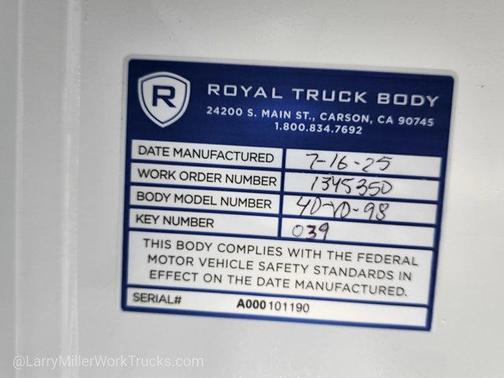 R
ROYAL TRUCK BODY
24200 S. MAIN ST., CARSON, CA 90745
1.800.834.7692
DATE MANUFACTURED 7-16-25
WORK ORDER NUMBER 1345350
BODY MODEL NUMBER 40-VO-98
KEY NUMBER 039
THIS BODY COMPLIES WITH THE FEDERAL
MOTOR VEHICLE SAFETY STANDARDS IN
EFFECT ON THE DATE MANUFACTURED.
SERIAL# A000101190
@LarryMillerWorkTrucks.com